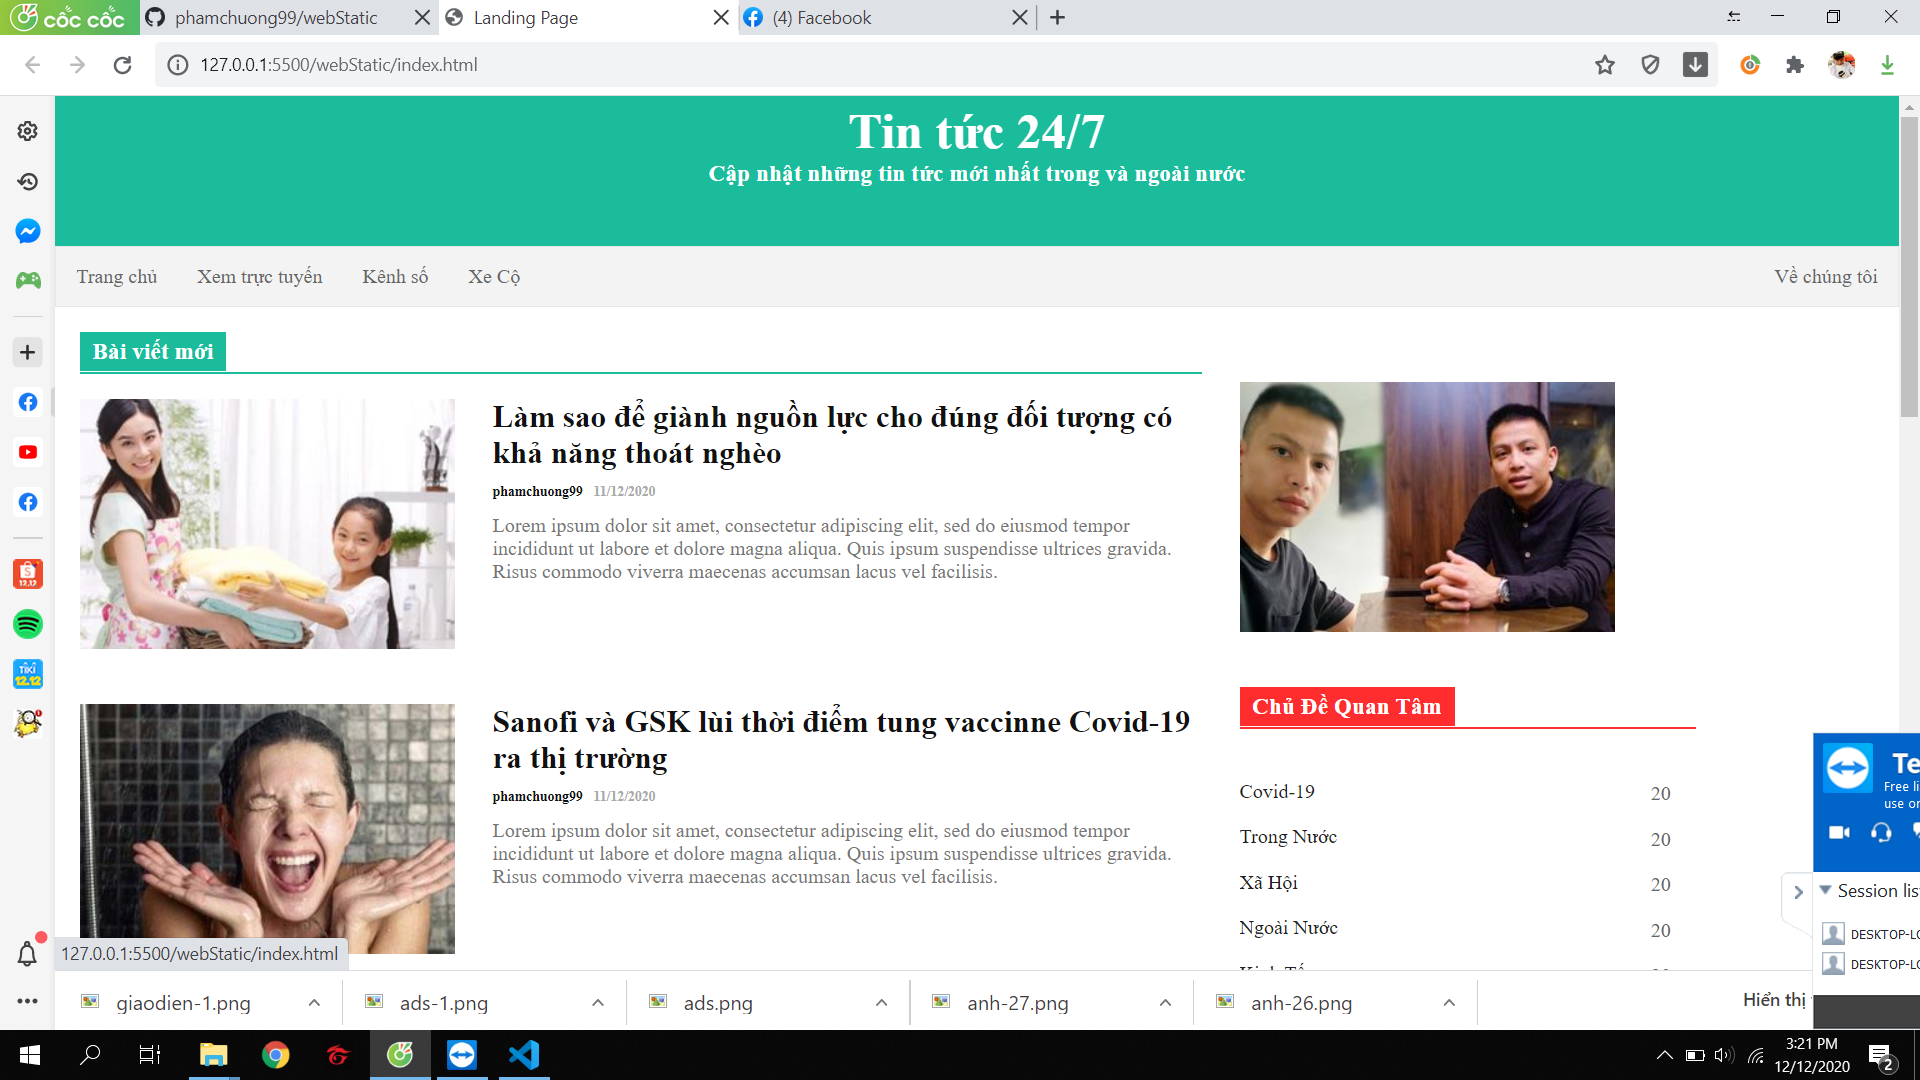 cốc cốc
phamchuong99/webStatic
Landing Page
(4) Facebook
127.0.0.1:5500/webStatic/index.html
Tin tức 24/7
Cập nhật những tin tức mới nhất trong và ngoài nước
Trang chủ
Xem trực tuyến
Kênh số
Xe Cộ
Về chúng tôi
Bài viết mới
Làm sao để giành nguồn lực cho đúng đối tượng có
khả năng thoát nghèo
phamchuong99 11/12/2020
Lorem ipsum dolor sit amet, consectetur adipiscing elit, sed do eiusmod tempor
incididunt ut labore et dolore magna aliqua. Quis ipsum suspendisse ultrices gravida.
Risus commodo viverra maecenas accumsan lacus vel facilisis.
Sanofi và GSK lùi thời điểm tung vaccinne Covid-19
ra thị trường
phamchuong99 11/12/2020
Lorem ipsum dolor sit amet, consectetur adipiscing elit, sed do eiusmod tempor
incididunt ut labore et dolore magna aliqua. Quis ipsum suspendisse ultrices gravida.
Risus commodo viverra maecenas accumsan lacus vel facilisis.
Chủ Đề Quan Tâm
Covid-19 20
Trong Nước 20
Xã Hội 20
Ngoài Nước 20
12.12
TIKI
12.12
Te
Free li
use or
Session lis
DESKTOP-LO
DESKTOP-LO
127.0.0.1:5500/webStatic/index.html
giaodien-1.png
ads-1.png
ads.png
anh-27.png
anh-26.png
Hiển thị
3:21 PM
12/12/2020
2